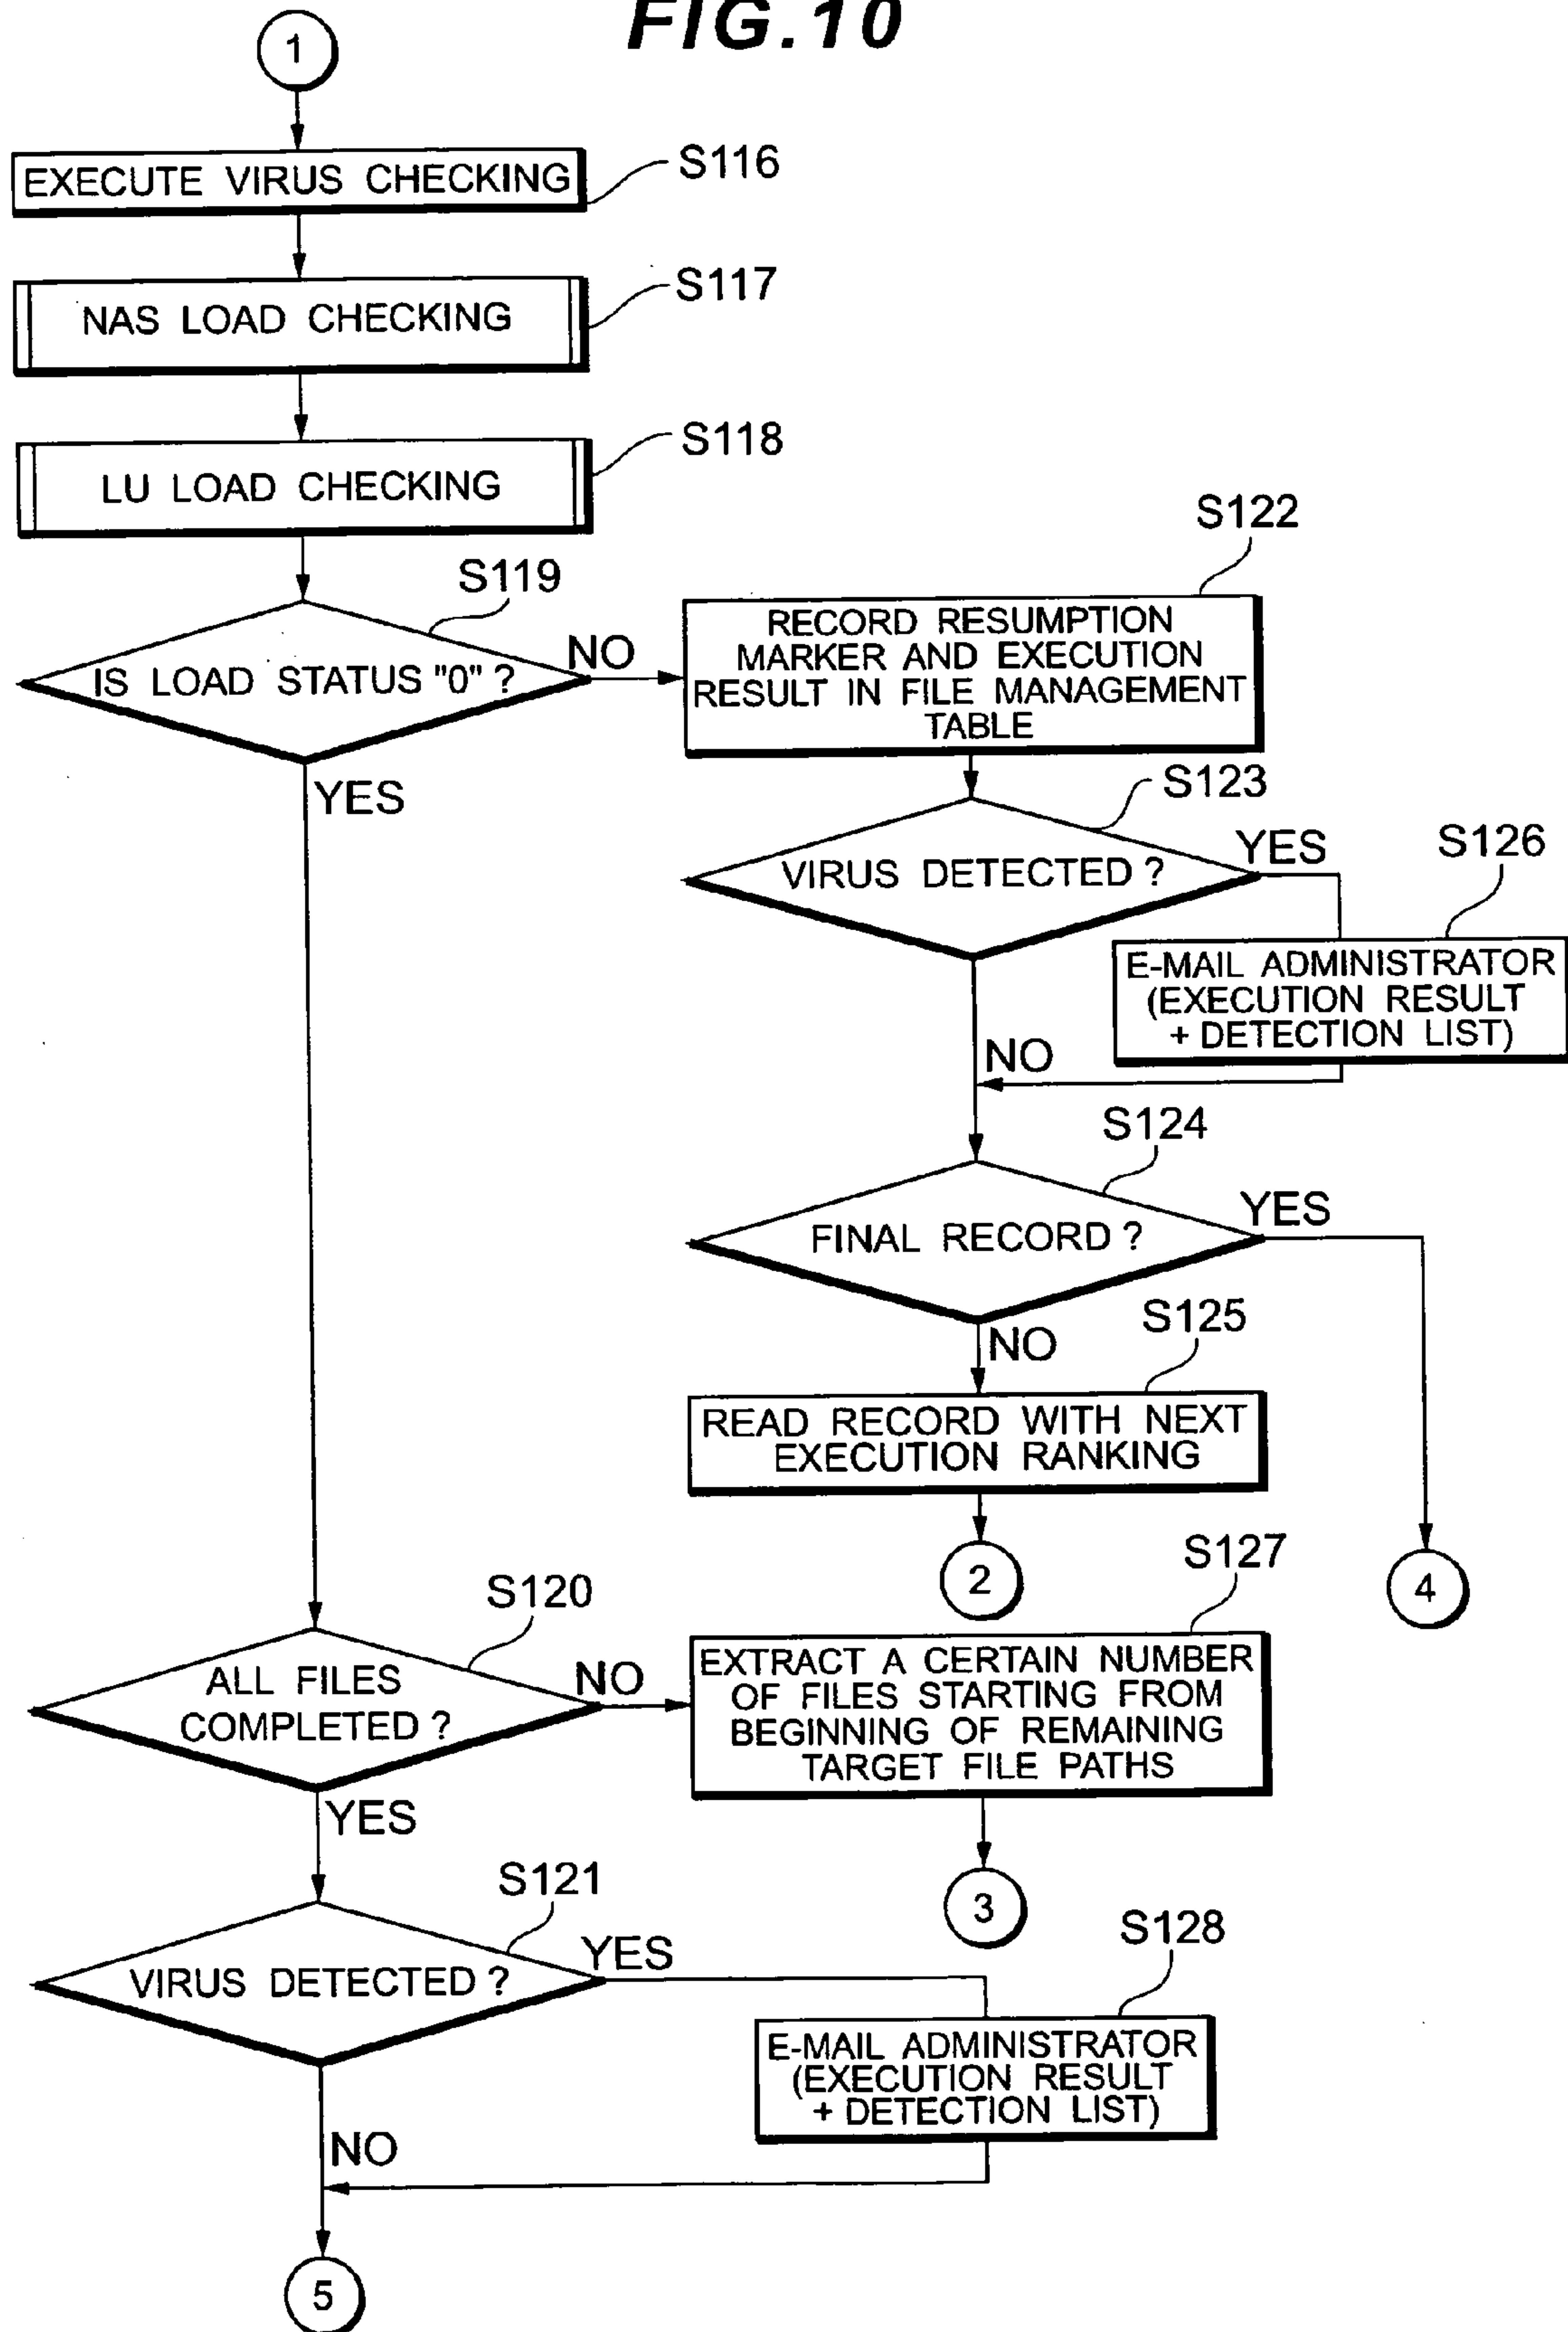 FIG.10
1
EXECUTE VIRUS CHECKING
S116
NAS LOAD CHECKING
S117
LU LOAD CHECKING
S118
S119
IS LOAD STATUS "0" ?
NO
YES
S122
RECORD RESUMPTION
MARKER AND EXECUTION
RESULT IN FILE MANAGEMENT
TABLE
S123
VIRUS DETECTED ?
YES
S126
E-MAIL ADMINISTRATOR
(EXECUTION RESULT
+ DETECTION LIST)
NO
S124
FINAL RECORD ?
YES
NO
S125
READ RECORD WITH NEXT
EXECUTION RANKING
2
4
S120
ALL FILES
COMPLETED ?
NO
YES
S127
EXTRACT A CERTAIN NUMBER
OF FILES STARTING FROM
BEGINNING OF REMAINING
TARGET FILE PATHS
3
S121
VIRUS DETECTED ?
YES
S128
E-MAIL ADMINISTRATOR
(EXECUTION RESULT
+ DETECTION LIST)
NO
5